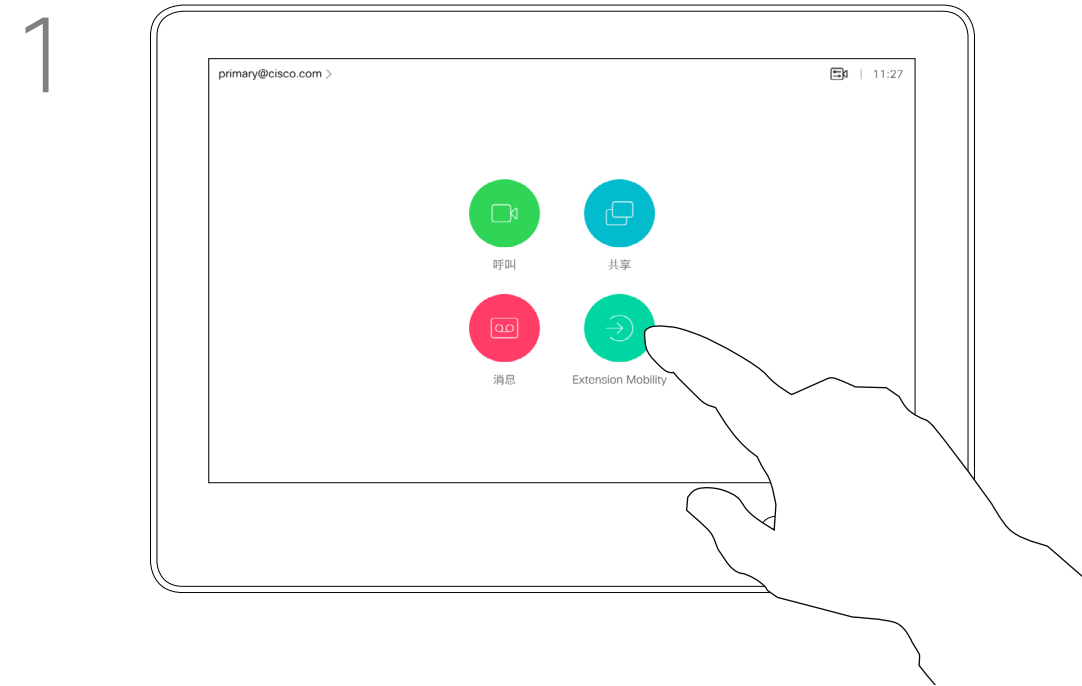 1
primary@cisco.com >
11:27
呼叫
共享
消息
Extension Mobility